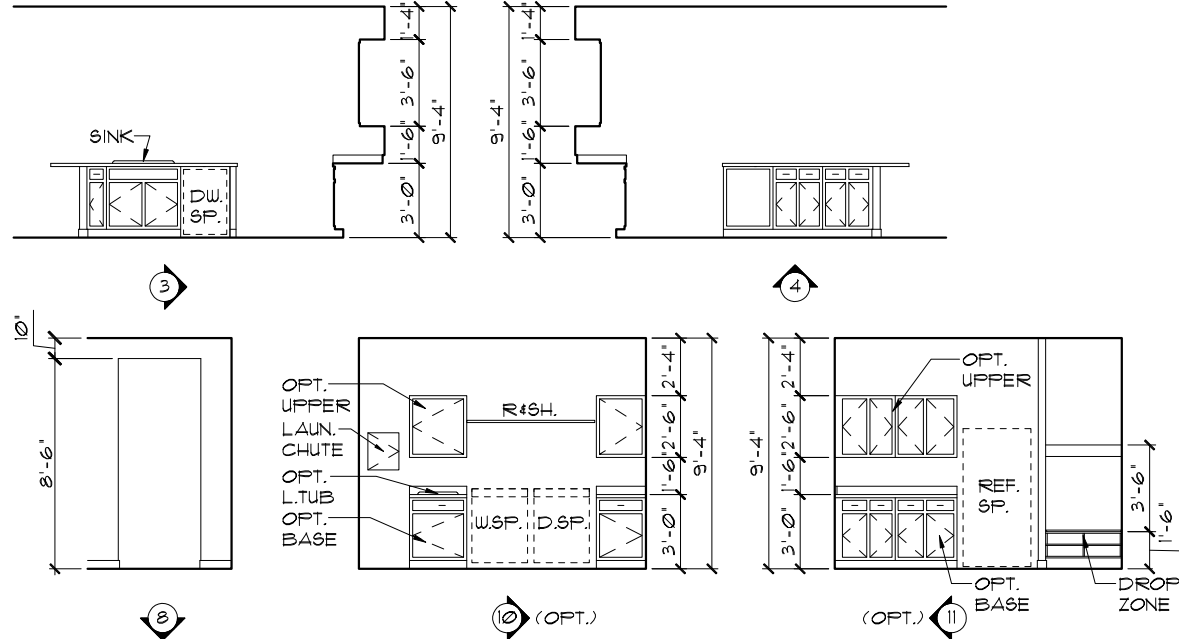 1'-4"
3'-6"
1'-6"
3'-0"
9'-4"
SINK
DW.
SP.
3
9'-4"
1'-4"
3'-6"
1'-6"
3'-0"
4
10"
8'-6"
8
OPT.
UPPER
LAUN.
CHUTE
OPT.
L.TUB
OPT.
BASE
R&SH.
W.SP.
D.SP.
2'-4"
2'-6"
1'-6"
3'-0"
9'-4"
10 (OPT.)
9'-4"
2'-4"
2'-6"
1'-6"
3'-0"
OPT.
UPPER
REF.
SP.
3'-6"
1'-6"
OPT.
BASE
DROP
ZONE
(OPT.) 11